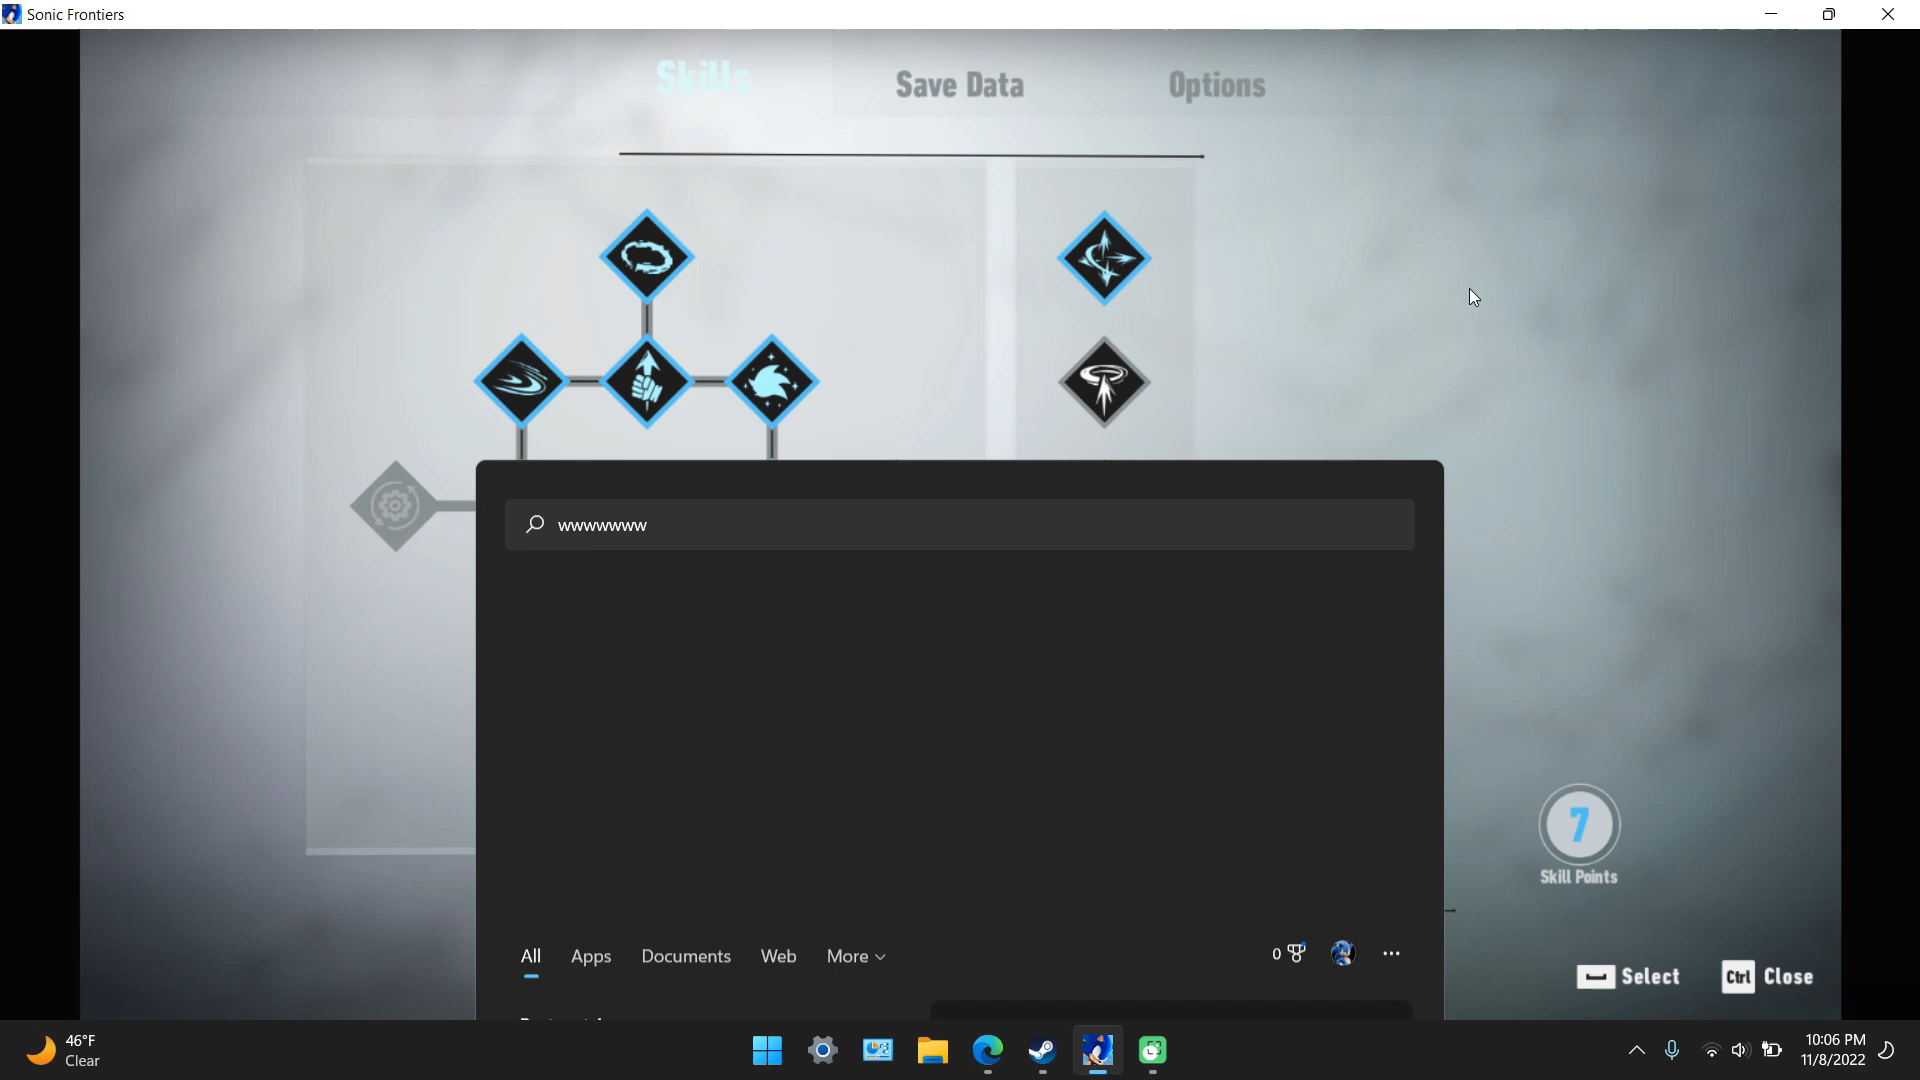 Sonic Frontiers
Skills
Save Data
Options
wwwwwww
All
Apps
Documents
Web
More
0
7
Skill Points
Select
Ctrl Close
46°F
Clear
10:06 PM
11/8/2022